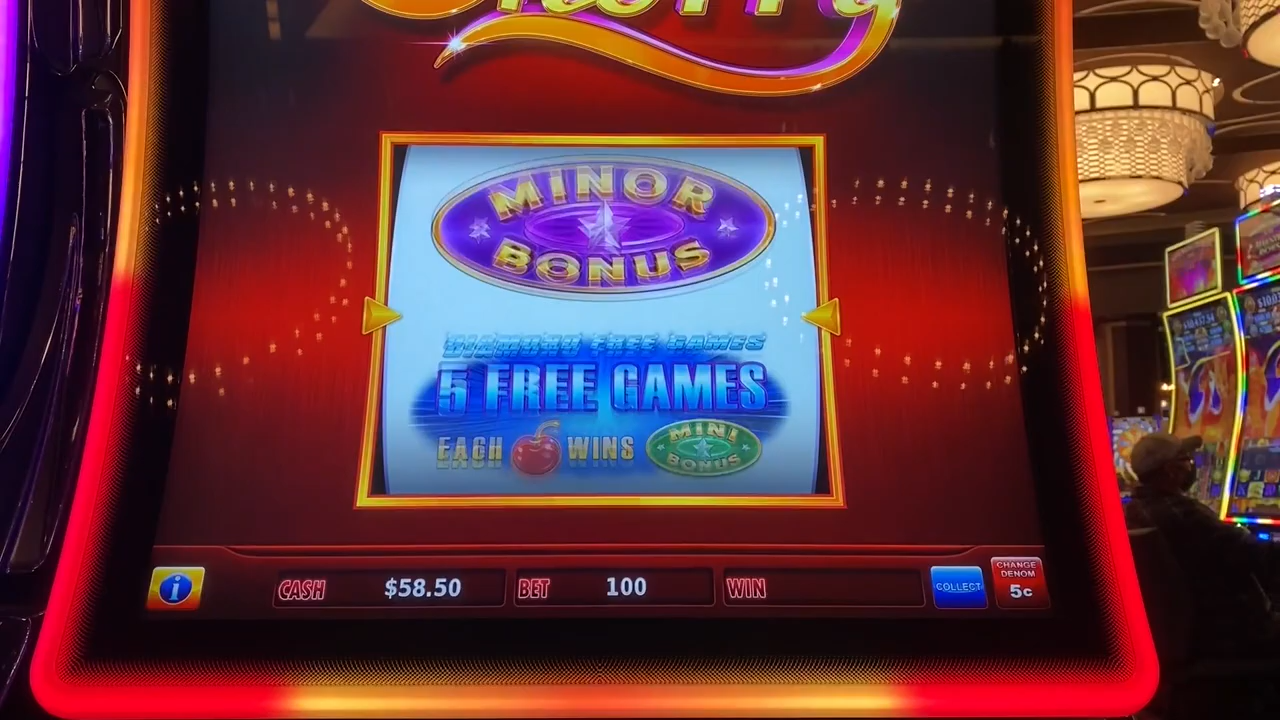 MINOR
BONUS
DIAMOND FREE GAMES
5 FREE GAMES
EACH WINS MINI BONUS
CASH $58.50 BET 100 WIN
COLLECT
CHANGE
DENOM
5¢
i